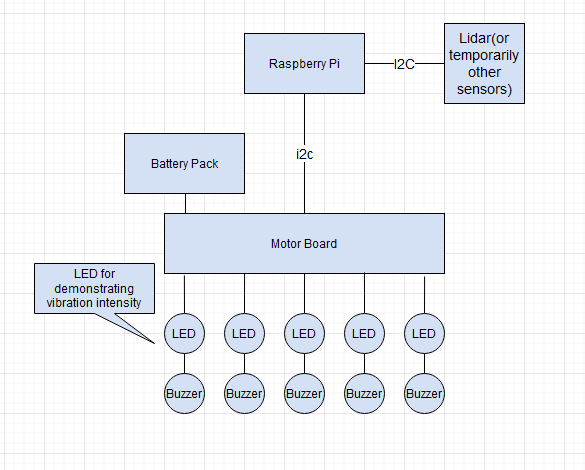 Lidar(or
temporarily
other
sensors)
Raspberry Pi
I2C
i2c
Battery Pack
Motor Board
LED for
demonstrating
vibration intensity
LED
LED
LED
LED
LED
Buzzer
Buzzer
Buzzer
Buzzer
Buzzer